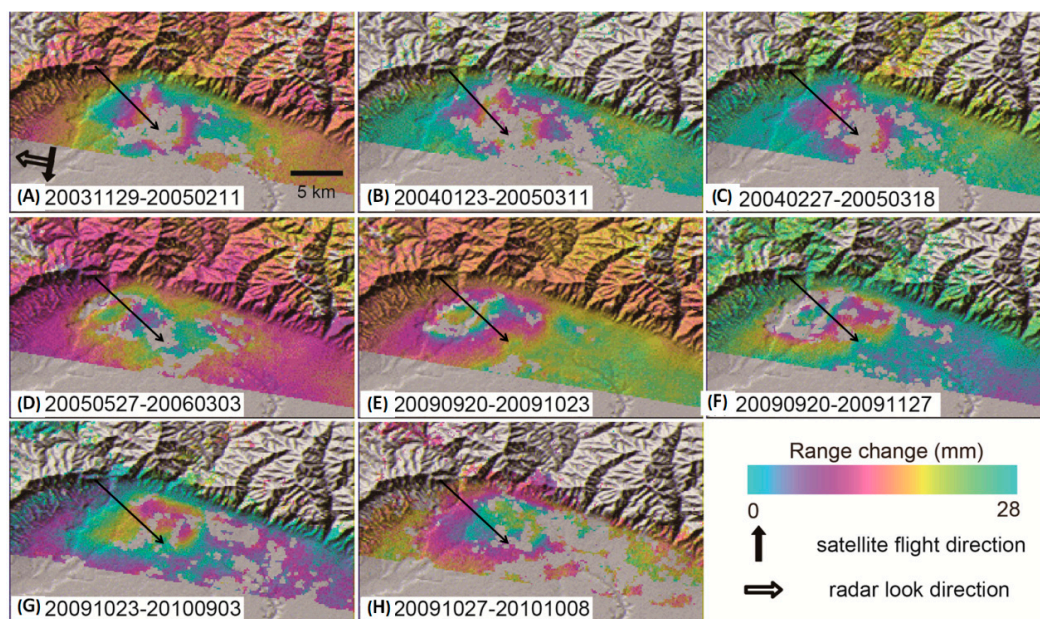 (A) 20031129-20050211
5 km
(B) 20040123-20050311
(C) 20040227-20050318
(D) 20050527-20060303
(E) 20090920-20091023
(F) 20090920-20091127
(G) 20091023-20100903
(H) 20091027-20101008
Range change (mm)
0 28
satellite flight direction
radar look direction